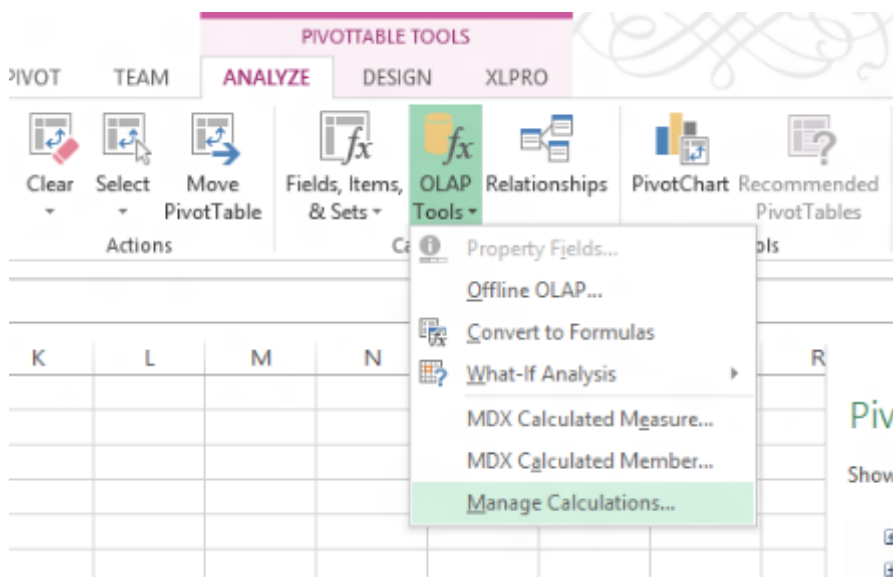 PIVOTTABLE TOOLS
PIVOT TEAM ANALYZE DESIGN XLPRO
Clear Select Move PivotTable Fields, Items, & Sets OLAP Tools Relationships PivotChart Recommended PivotTables
Actions Ca ols
Property Fields...
Offline OLAP...
Convert to Formulas
What-If Analysis
MDX Calculated Measure...
MDX Calculated Member...
Manage Calculations...
K L M N R
Piv
Show